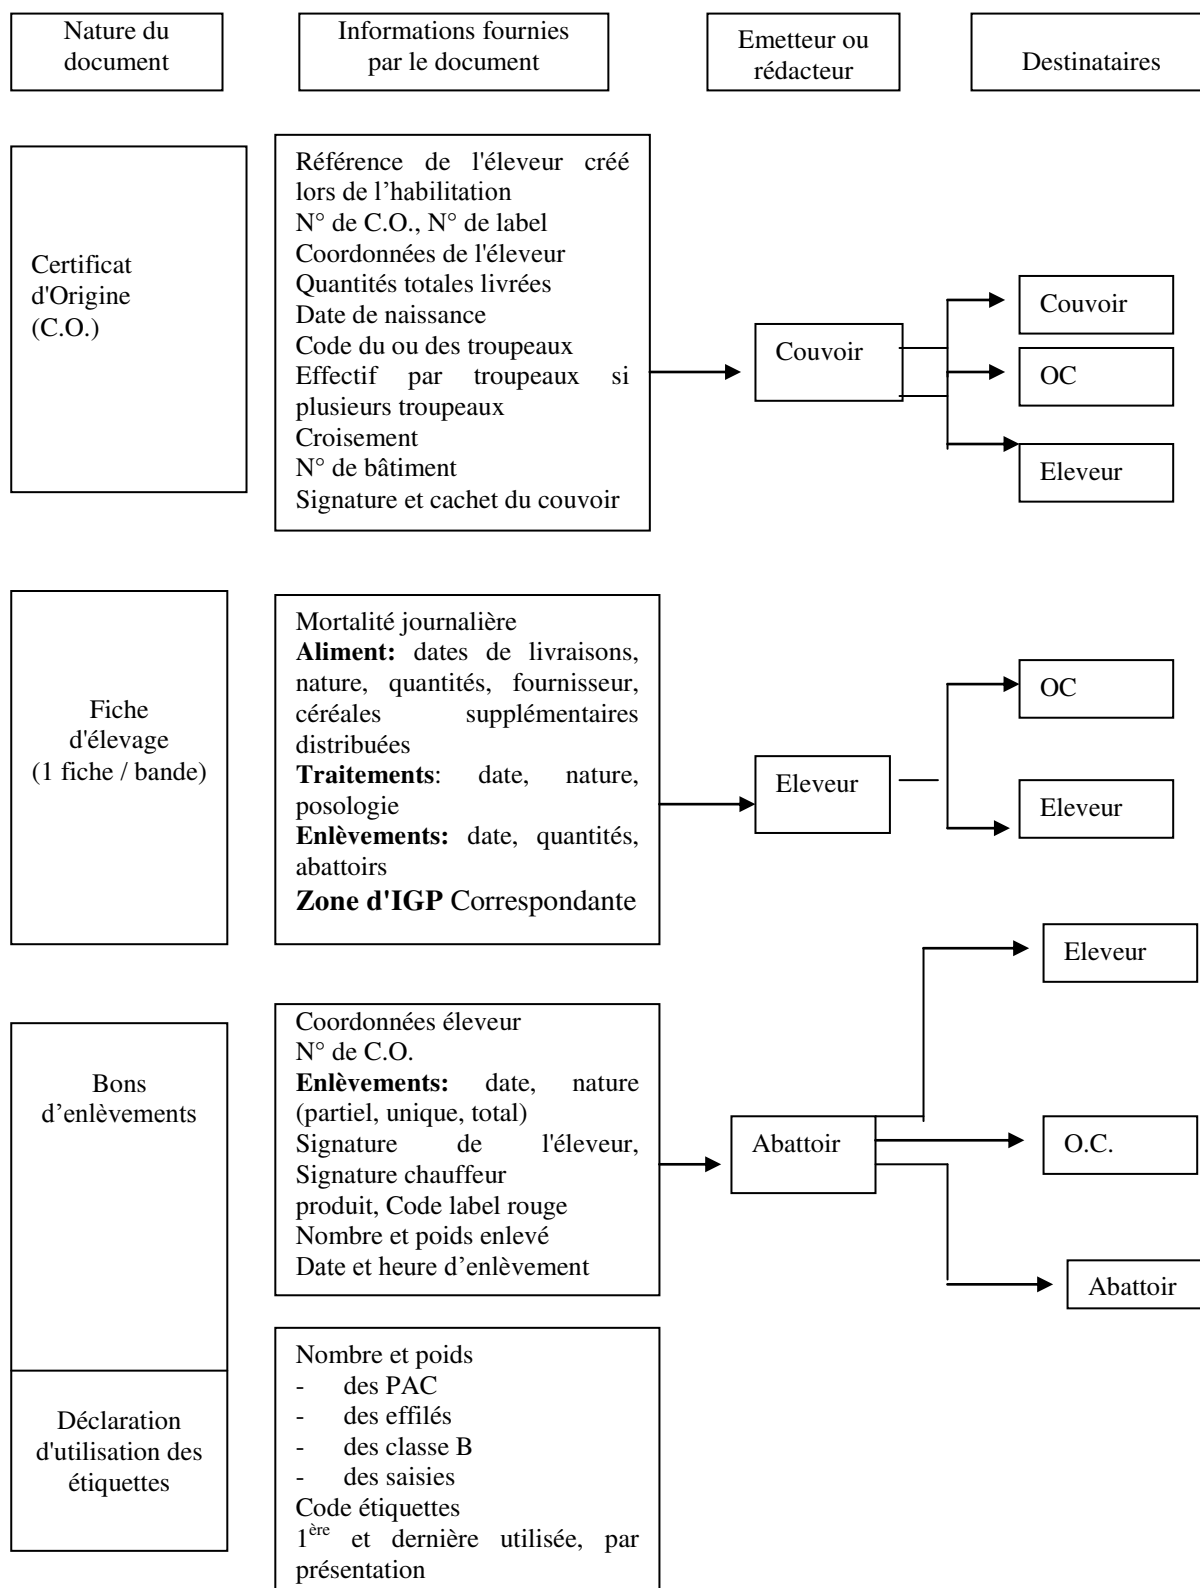 Nature du
document
Informations fournies
par le document
Emetteur ou
rédacteur
Destinataires
Certificat
d'Origine
(C.O.)
Référence de l'éleveur créé
lors de l’habilitation
N° de C.O., N° de label
Coordonnées de l'éleveur
Quantités totales livrées
Date de naissance
Code du ou des troupeaux
Effectif par troupeaux si
plusieurs troupeaux
Croisement
N° de bâtiment
Signature et cachet du couvoir
Couvoir
Couvoir
OC
Eleveur
Fiche
d'élevage
(1 fiche / bande)
Mortalité journalière
Aliment: dates de livraisons,
nature, quantités, fournisseur,
céréales supplémentaires
distribuées
Traitements: date, nature,
posologie
Enlèvements: date, quantités,
abattoirs
Zone d'IGP Correspondante
Eleveur
OC
Eleveur
Bons
d’enlèvements
Coordonnées éleveur
N° de C.O.
Enlèvements: date, nature
(partiel, unique, total)
Signature de l'éleveur,
Signature chauffeur
produit, Code label rouge
Nombre et poids enlevé
Date et heure d’enlèvement
Abattoir
Eleveur
O.C.
Abattoir
Déclaration
d'utilisation des
étiquettes
Nombre et poids
- des PAC
- des effilés
- des classe B
- des saisies
Code étiquettes
1ère et dernière utilisée, par
présentation